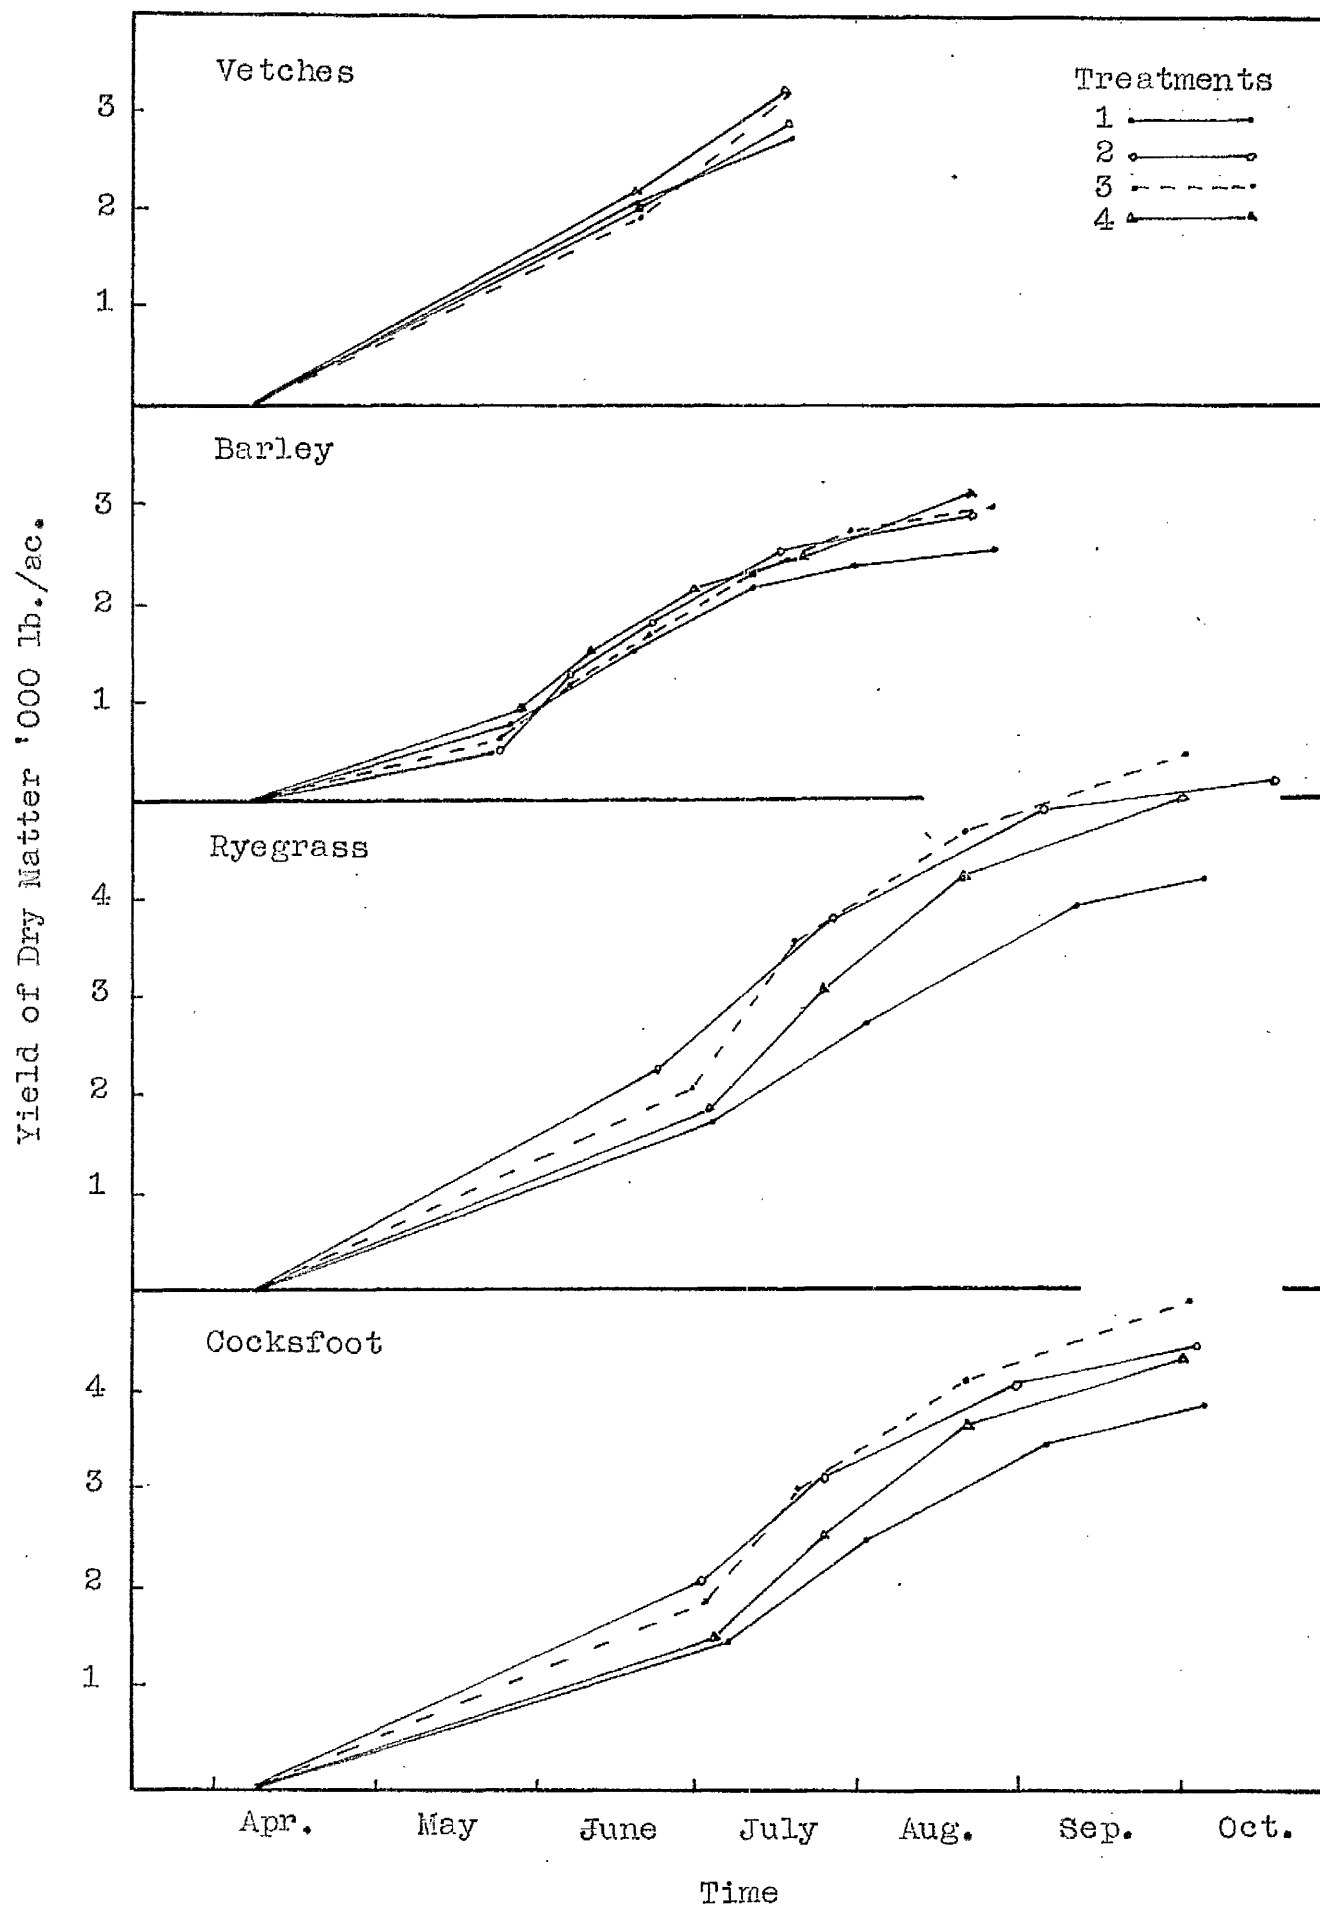 Vetches
Treatments
1
2
3
4
3
2
1
Barley
3
2
1
Yield of Dry Matter '000 lb./ac.
Ryegrass
4
3
2
1
Cocksfoot
4
3
2
1
Apr. May June July Aug. Sep. Oct.
Time